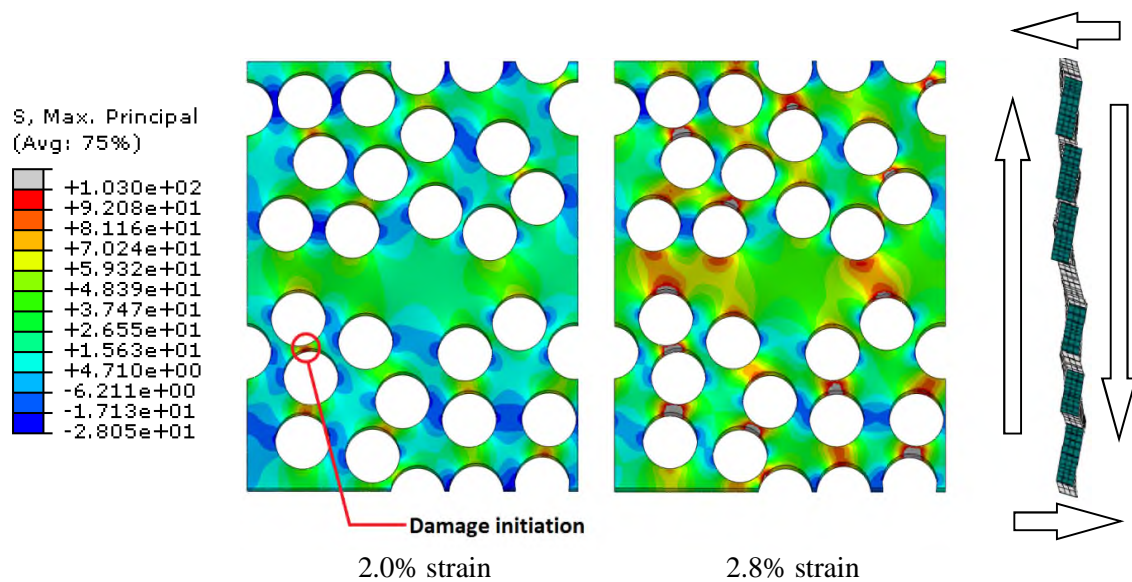 S, Max. Principal
(Avg: 75%)
+1.030e+02
+9.208e+01
+8.116e+01
+7.024e+01
+5.932e+01
+4.839e+01
+3.747e+01
+2.655e+01
+1.563e+01
+4.710e+00
-6.211e+00
-1.713e+01
-2.805e+01
Damage initiation
2.0% strain
2.8% strain